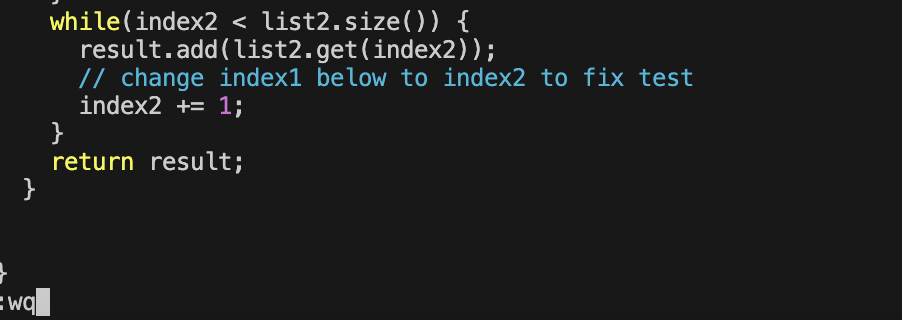 while(index2 < list2.size()) {
result.add(list2.get(index2));
// change index1 below to index2 to fix test
index2 += 1;
}
return result;
}
}
:wq